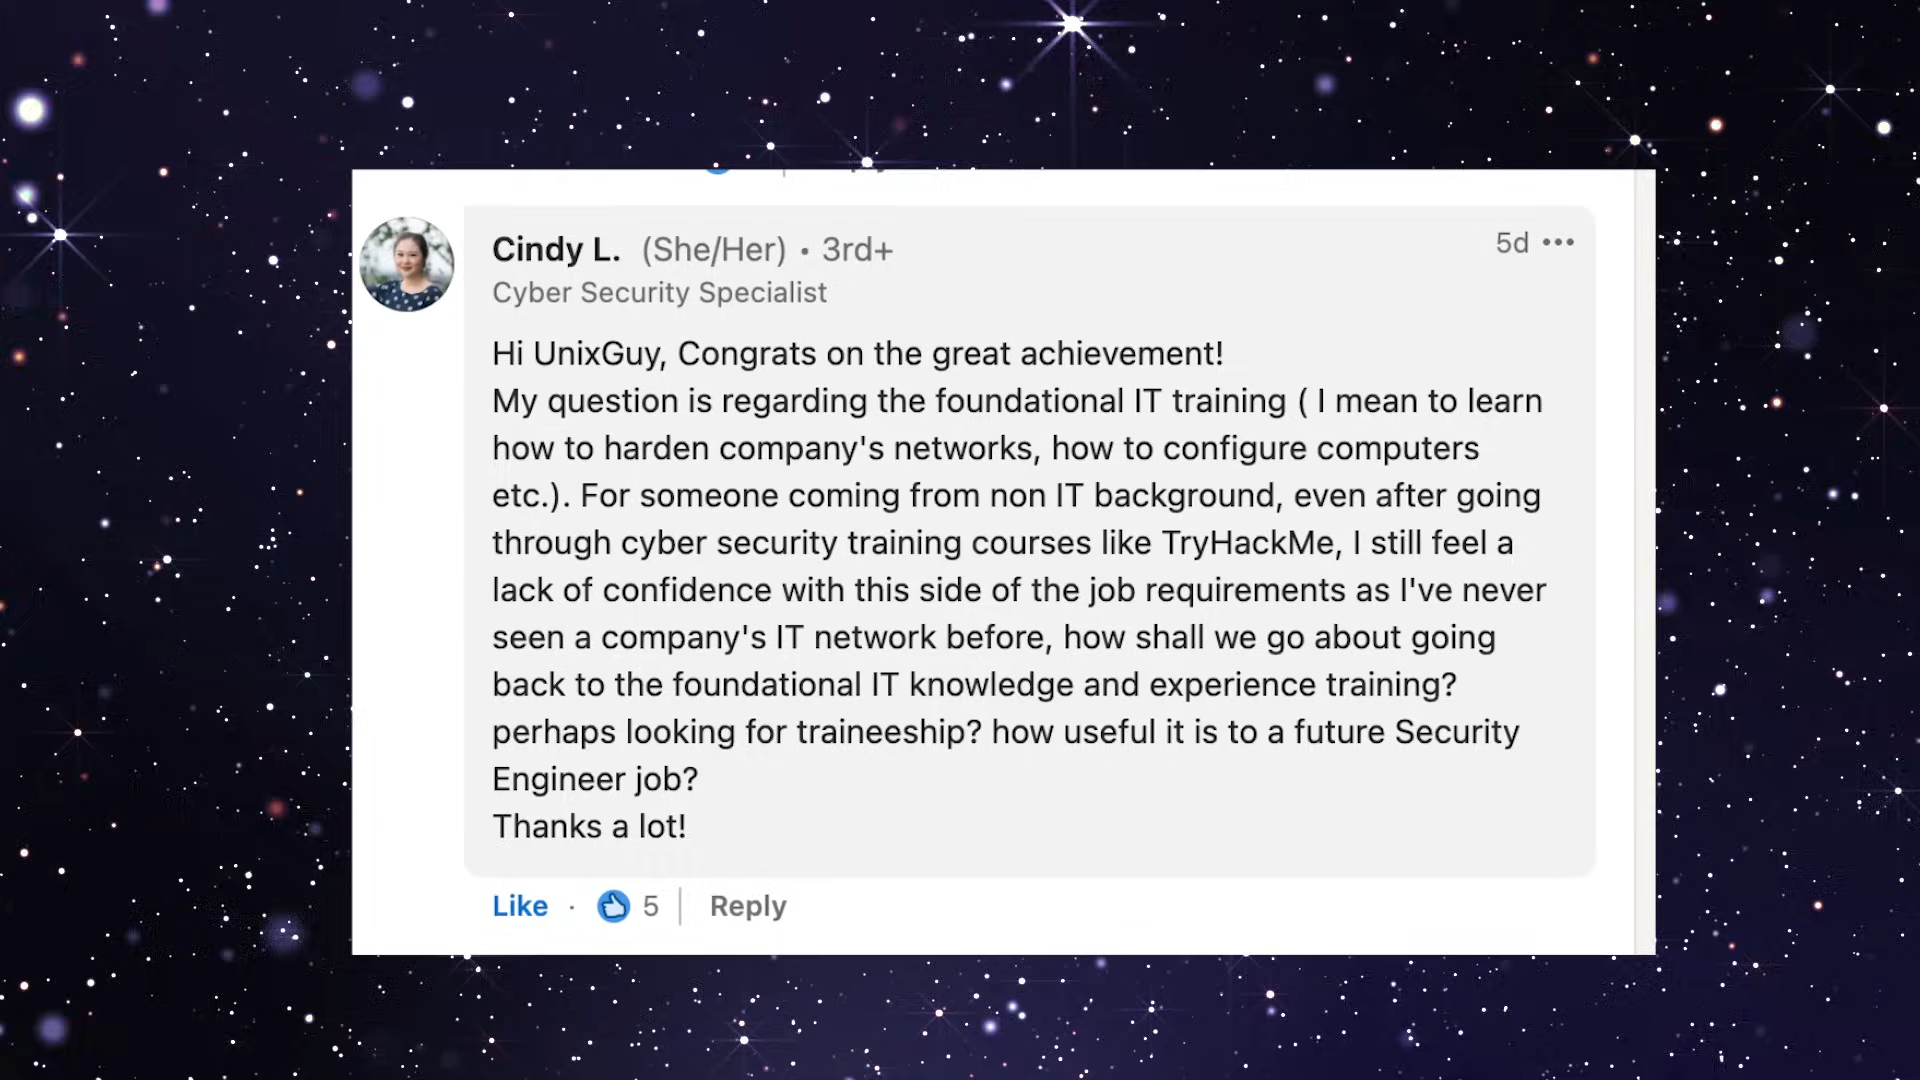 Cindy L. (She/Her) • 3rd+
5d •••
Cyber Security Specialist
Hi UnixGuy, Congrats on the great achievement!
My question is regarding the foundational IT training ( I mean to learn
how to harden company's networks, how to configure computers
etc.). For someone coming from non IT background, even after going
through cyber security training courses like TryHackMe, I still feel a
lack of confidence with this side of the job requirements as I've never
seen a company's IT network before, how shall we go about going
back to the foundational IT knowledge and experience training?
perhaps looking for traineeship? how useful it is to a future Security
Engineer job?
Thanks a lot!
Like · 5 | Reply